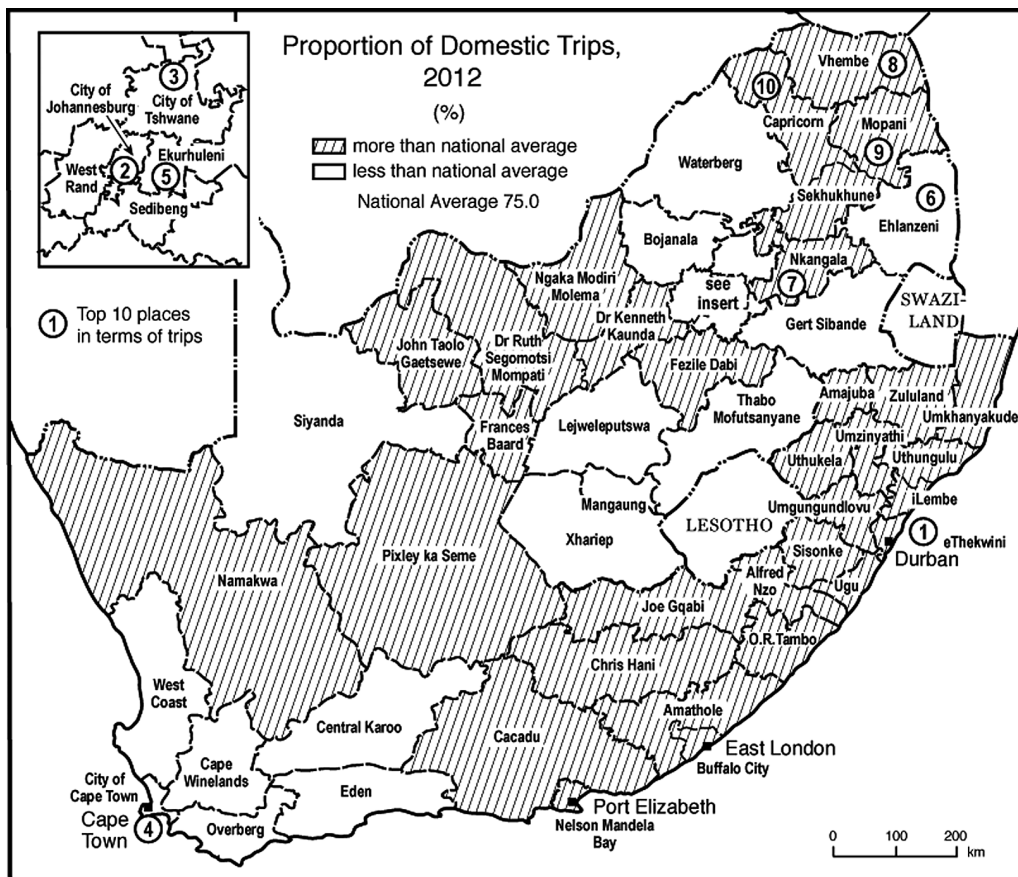 Proportion of Domestic Trips,
2012
(%)
more than national average
less than national average
National Average 75.0
3
City of
Johannesburg
City of
Tshwane
West
Rand
2
Ekurhuleni
5
Sedibeng
1
Top 10 places
in terms of trips
Vhembe
8
10
Capricorn
Mopani
9
Waterberg
Sekhukhune
6
Ehlanzeni
Bojanala
Nkangala
7
see
insert
Ngaka Modiri
Molema
Dr Kenneth
Kaunda
Gert Sibande
SWAZI-
LAND
John Taolo
Gaetsewe
Dr Ruth
Segomotsi
Mompati
Fezile Dabi
Thabo
Mofutsanyane
Amajuba
Zululand
Umkhanyakude
Siyanda
Frances
Baard
Lejweleputswa
Umzinyathi
Uthukela
Uthungulu
iLembe
Mangaung
Xhariep
LESOTHO
Umgungundlovu
1
eThekwini
Durban
Pixley ka Seme
Namakwa
Sisonke
Alfred
Nzo
Ugu
Joe Gqabi
O.R.Tambo
Chris Hani
West
Coast
Central Karoo
Cacadu
Amathole
East London
Buffalo City
Cape
Winelands
City of
Cape Town
Cape
Town
4
Eden
Overberg
Port Elizabeth
Nelson Mandela
Bay
0 100 200
km